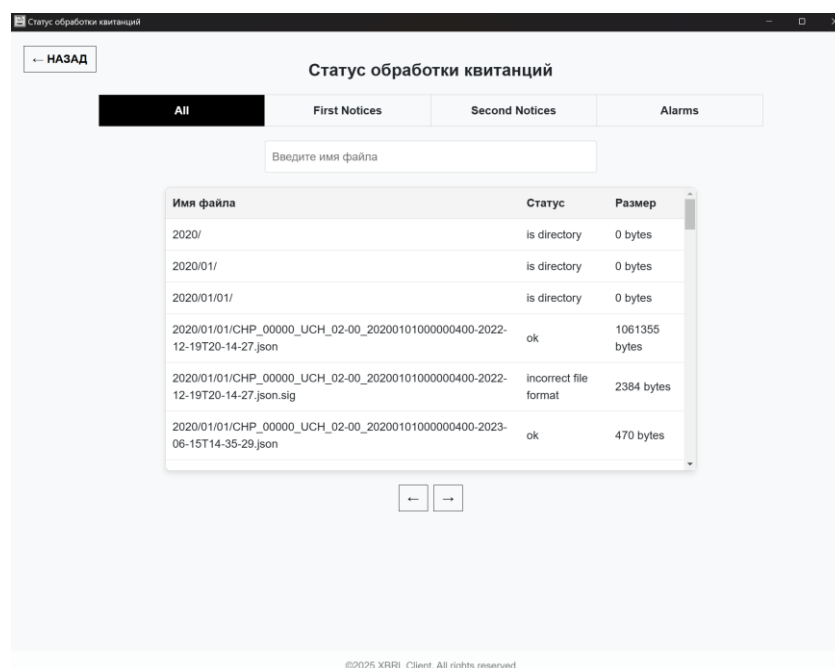 Статус обработки квитанций
← НАЗАД
Статус обработки квитанций
All First Notices Second Notices Alarms
Введите имя файла
Имя файла Статус Размер
2020/ is directory 0 bytes
2020/01/ is directory 0 bytes
2020/01/01/ is directory 0 bytes
2020/01/01/CHP_00000_UCH_02-00_20200101000000400-2022-
12-19T20-14-27.json
ok
1061355
bytes
2020/01/01/CHP_00000_UCH_02-00_20200101000000400-2022-
12-19T20-14-27.json.sig
incorrect file
format
2384 bytes
2020/01/01/CHP_00000_UCH_02-00_20200101000000400-2023-
06-15T14-35-29.json
ok
470 bytes
← →
©2025 XBRL Client. All rights reserved